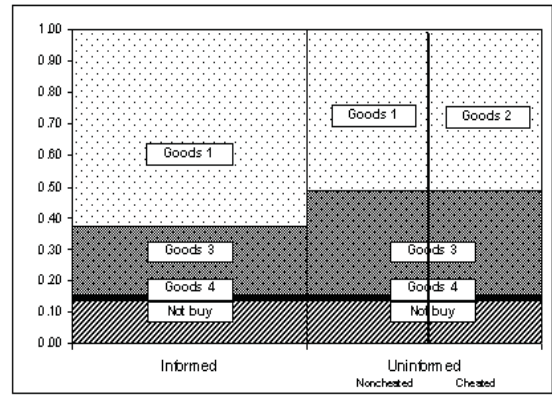 1.00
0.90
0.80
0.70
0.60
0.50
0.40
0.30
0.20
0.10
0.00
Goods 1
Goods 3
Goods 4
Not buy
Goods 1
Goods 2
Goods 3
Goods 4
Not buy
Informed
Uninformed
Noncheated
Cheated